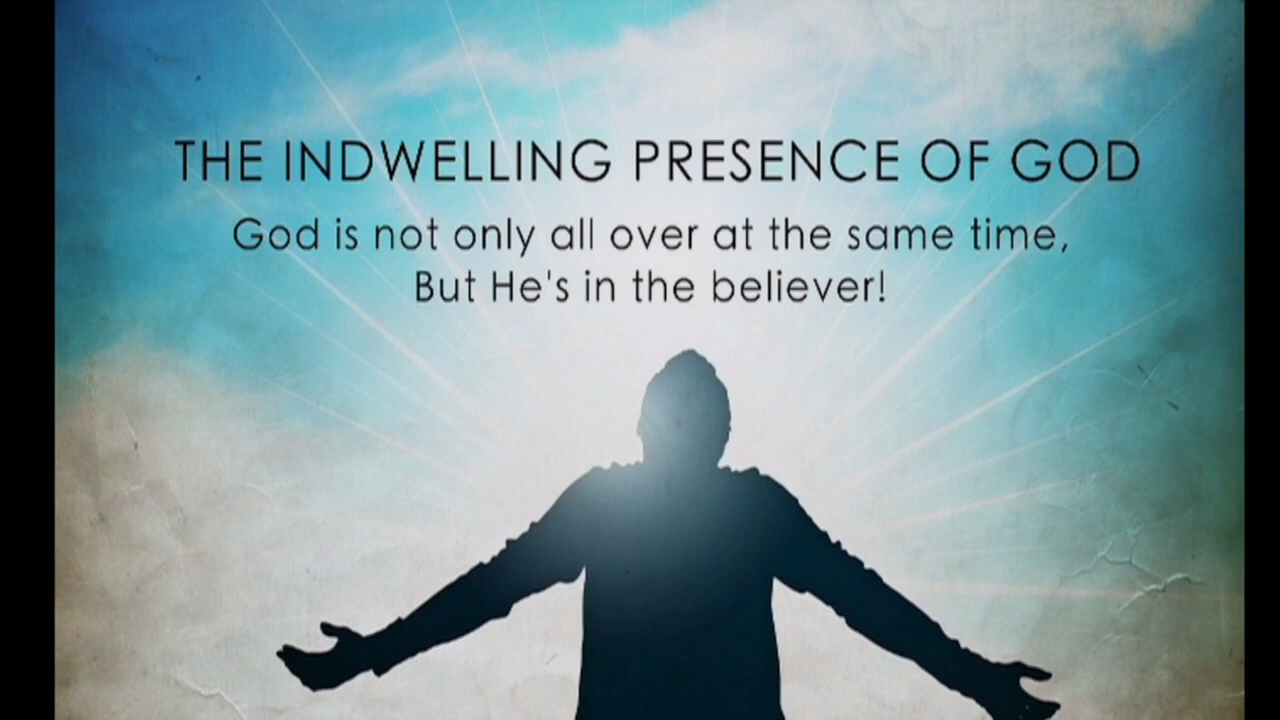 THE INDWELLING PRESENCE OF GOD
God is not only all over at the same time,
But He's in the believer!